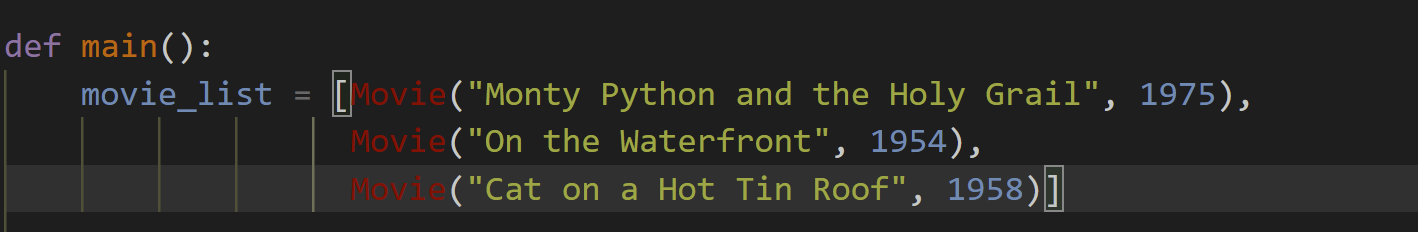 def main():
    movie_list = [Movie("Monty Python and the Holy Grail", 1975),
                  Movie("On the Waterfront", 1954),
                  Movie("Cat on a Hot Tin Roof", 1958)]